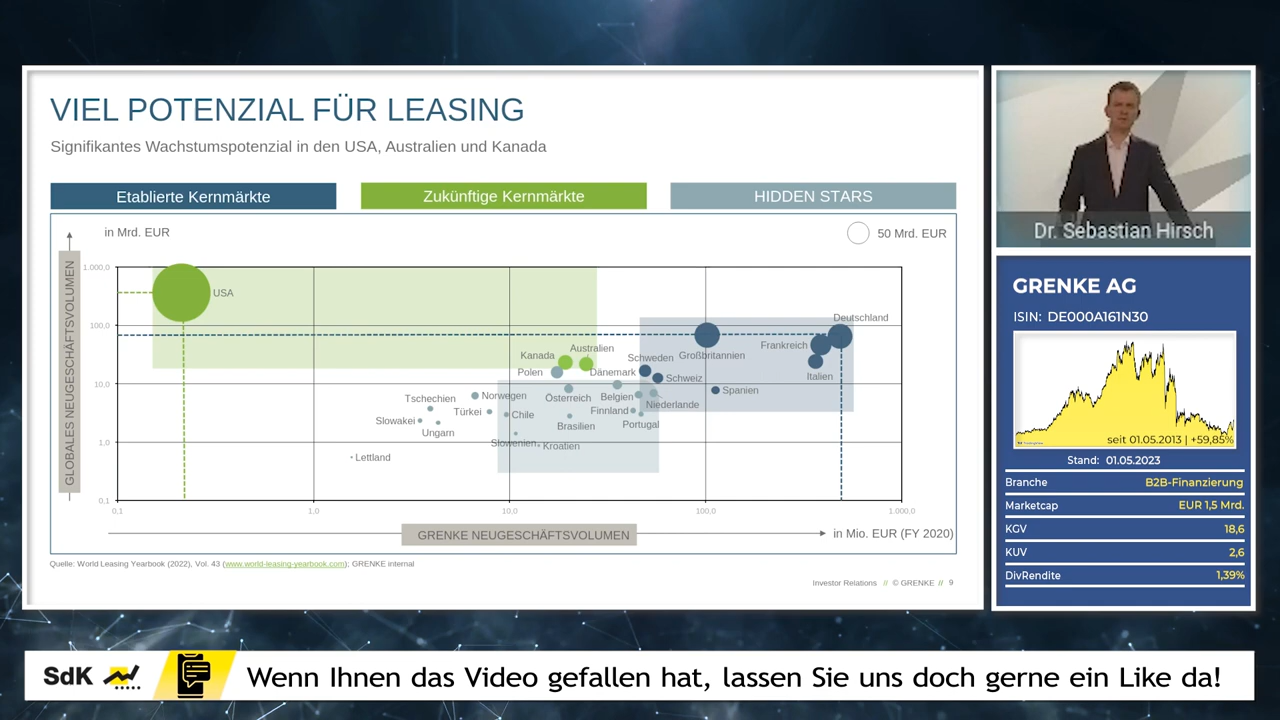 VIEL POTENZIAL FÜR LEASING
Signifikantes Wachstumspotenzial in den USA, Australien und Kanada
Etablierte Kernmärkte
Zukünftige Kernmärkte
HIDDEN STARS
in Mrd. EUR
50 Mrd. EUR
GLOBALES NEUGESCHÄFTSVOLUMEN
1.000,0
100,0
10,0
1,0
0,1
USA
Deutschland
Kanada
Australien
Schweden
Großbritannien
Frankreich
Polen
Dänemark
Schweiz
Italien
Spanien
Tschechien
Norwegen
Österreich
Belgien
Niederlande
Türkei
Chile
Finnland
Portugal
Slowakei
Ungarn
Brasilien
Slowenien
Kroatien
Lettland
0,1
1,0
10,0
100,0
1.000,0
GRENKE NEUGESCHÄFTSVOLUMEN
in Mio. EUR (FY 2020)
Quelle: World Leasing Yearbook (2022), Vol. 43 (www.world-leasing-yearbook.com); GRENKE internal
Investor Relations // © GRENKE // 9
Dr. Sebastian Hirsch
GRENKE AG
ISIN: DE000A161N30
seit 01.05.2013 | +59,85%
Stand: 01.05.2023
Branche B2B-Finanzierung
Marketcap EUR 1,5 Mrd.
KGV 18,6
KUV 2,6
DivRendite 1,39%
SdK
Wenn Ihnen das Video gefallen hat, lassen Sie uns doch gerne ein Like da!